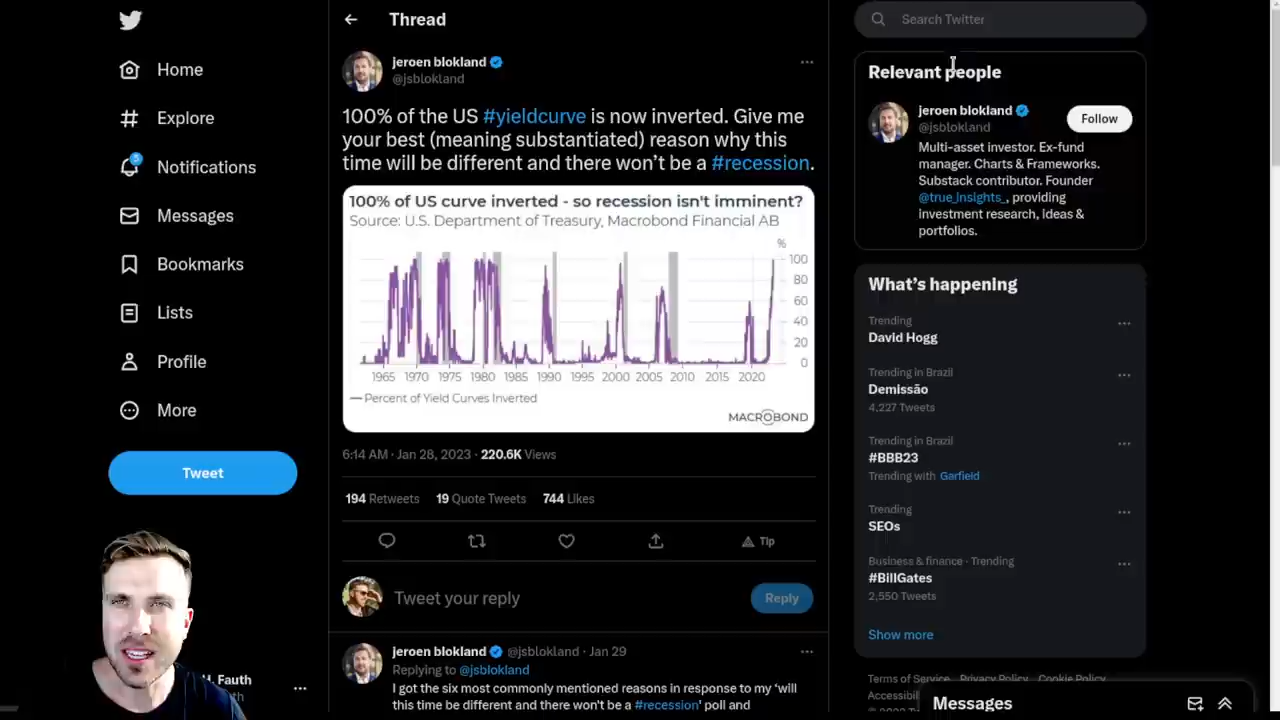 Home
Explore
5
Notifications
Messages
Bookmarks
Lists
Profile
More
Tweet
H. Fauth
th
Thread
jeroen blokland
@jsblokland
100% of the US #yieldcurve is now inverted. Give me
your best (meaning substantiated) reason why this
time will be different and there won't be a #recession.
100% of US curve inverted - so recession isn't imminent?
Source: U.S. Department of Treasury, Macrobond Financial AB
%
100
80
60
40
20
0
1965 1970 1975 1980 1985 1990 1995 2000 2005 2010 2015 2020
Percent of Yield Curves Inverted
MACROBOND
6:14 AM · Jan 28, 2023 · 220.6K Views
194 Retweets 19 Quote Tweets 744 Likes
Tip
Tweet your reply
Reply
jeroen blokland @jsblokland · Jan 29
Replying to @jsblokland
I got the six most commonly mentioned reasons in response to my 'will
this time be different and there won't be a #recession' poll and
Search Twitter
Relevant people
jeroen blokland
@jsblokland
Follow
Multi-asset investor. Ex-fund
manager. Charts & Frameworks.
Substack contributor. Founder
@true_insights_, providing
investment research, ideas &
portfolios.
What's happening
Trending
David Hogg
Trending in Brazil
Demissão
4,227 Tweets
Trending in Brazil
#BBB23
Trending with Garfield
Trending
SEOs
Business & finance · Trending
#BillGates
2,550 Tweets
Show more
Terms of Service Privacy Policy Cookie Policy
Accessibil
Messages